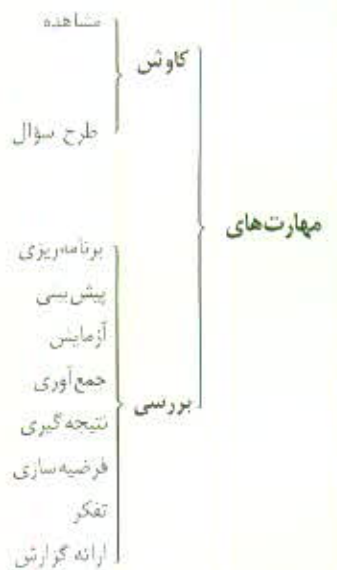 مهارت‌های
کاوش
مشاهده
طرح سؤال
بررسی
برنامه‌ریزی
پیش‌بینی
آزمایش
جمع‌آوری
نتیجه‌گیری
فرضیه‌سازی
تفکر
ارائه گزارش